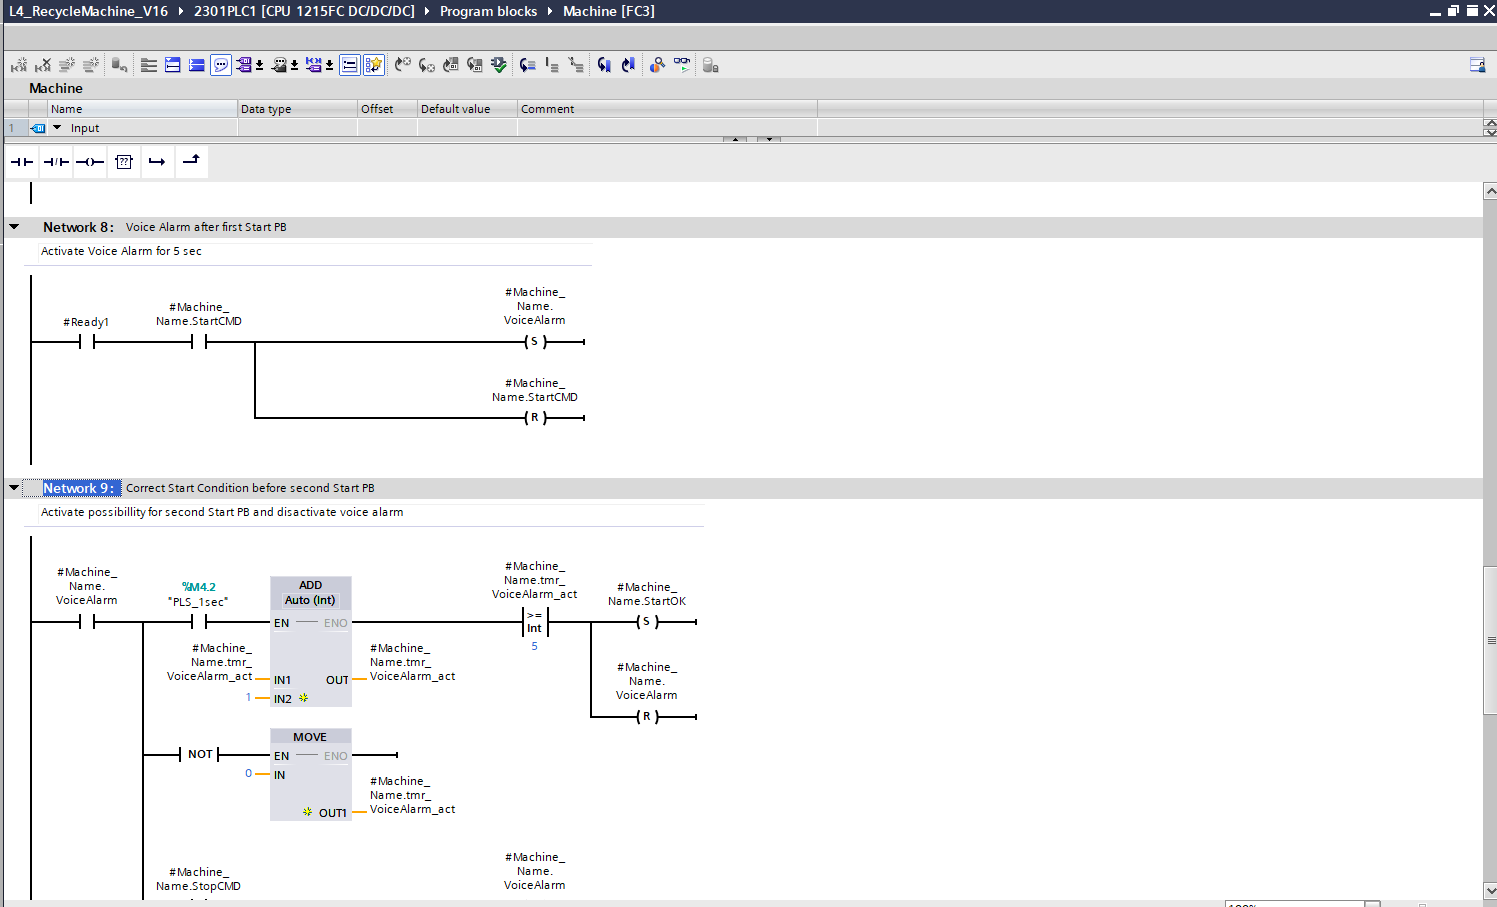 L4_RecycleMachine_V16 ▸ 2301PLC1 [CPU 1215FC DC/DC/DC] ▸ Program blocks ▸ Machine [FC3]
Machine
Name Data type Offset Default value Comment
1 Input
??
Network 8: Voice Alarm after first Start PB
Activate Voice Alarm for 5 sec
#Ready1
#Machine_
Name.StartCMD
#Machine_
Name.
VoiceAlarm
S
#Machine_
Name.StartCMD
R
Network 9: Correct Start Condition before second Start PB
Activate possibillity for second Start PB and disactivate voice alarm
#Machine_
Name.
VoiceAlarm
%M4.2
"PLS_1sec"
ADD
Auto (Int)
EN ENO
#Machine_
Name.tmr_
VoiceAlarm_act
IN1
1
IN2
OUT
#Machine_
Name.tmr_
VoiceAlarm_act
#Machine_
Name.tmr_
VoiceAlarm_act
>=
Int
5
#Machine_
Name.StartOK
S
#Machine_
Name.
VoiceAlarm
R
NOT
MOVE
EN ENO
0
IN
OUT1
#Machine_
Name.tmr_
VoiceAlarm_act
#Machine_
Name.StopCMD
#Machine_
Name.
VoiceAlarm